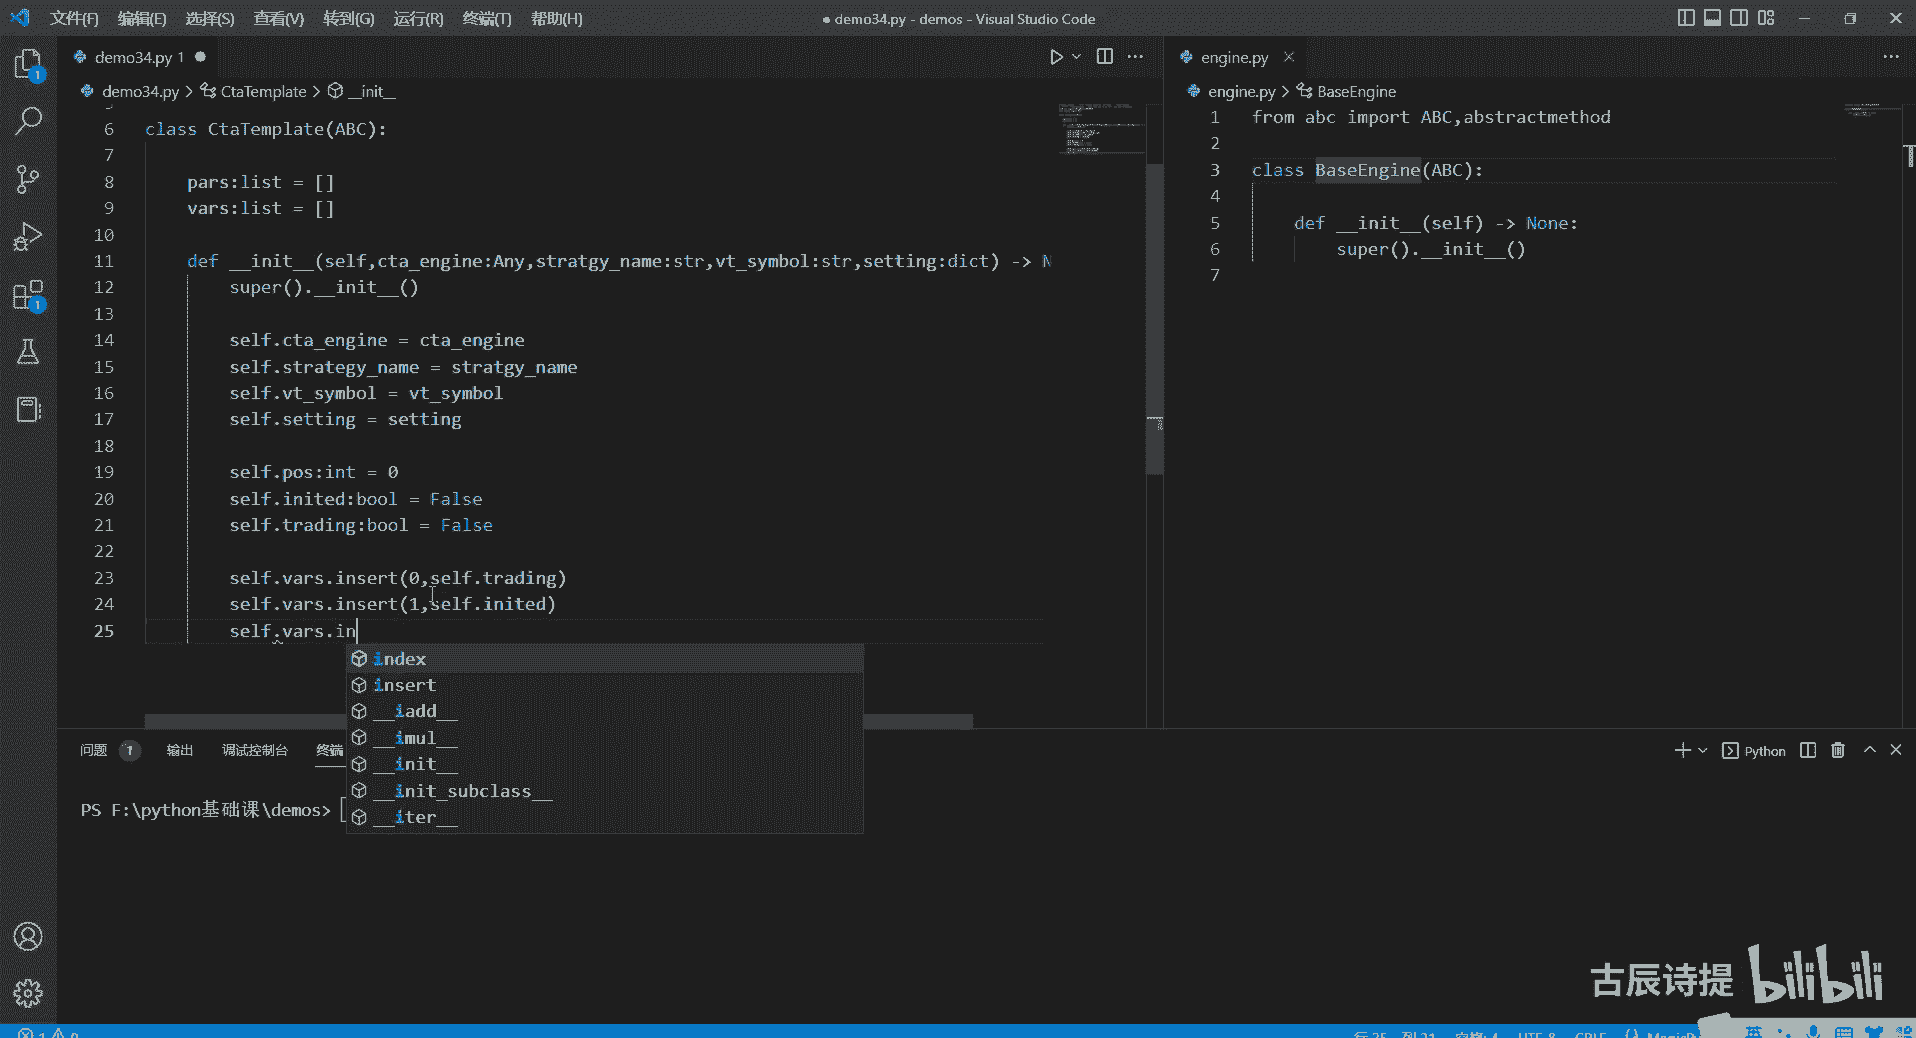 文件(F) 编辑(E) 选择(S) 查看(V) 转到(G) 运行(R) 终端(T) 帮助(H) ● demo34.py - demos - Visual Studio Code
demo34.py 1 ●
demo34.py > CtaTemplate > __init__
6 class CtaTemplate(ABC):
7
8 pars:list = []
9 vars:list = []
10
11 def __init__(self,cta_engine:Any,stratgy_name:str,vt_symbol:str,setting:dict) -> N
12 super().__init__()
13
14 self.cta_engine = cta_engine
15 self.strategy_name = stratgy_name
16 self.vt_symbol = vt_symbol
17 self.setting = setting
18
19 self.pos:int = 0
20 self.inited:bool = False
21 self.trading:bool = False
22
23 self.vars.insert(0,self.trading)
24 self.vars.insert(1,self.inited)
25 self.vars.in
index
insert
__iadd__
__imul__
__init__
__init_subclass__
__iter__
engine.py
engine.py > BaseEngine
1 from abc import ABC,abstractmethod
2
3 class BaseEngine(ABC):
4
5 def __init__(self) -> None:
6 super().__init__()
7
问题 1 输出 调试控制台 终端
Python
PS F:\python基础课\demos>
1
1
古辰诗提 bilibili
英